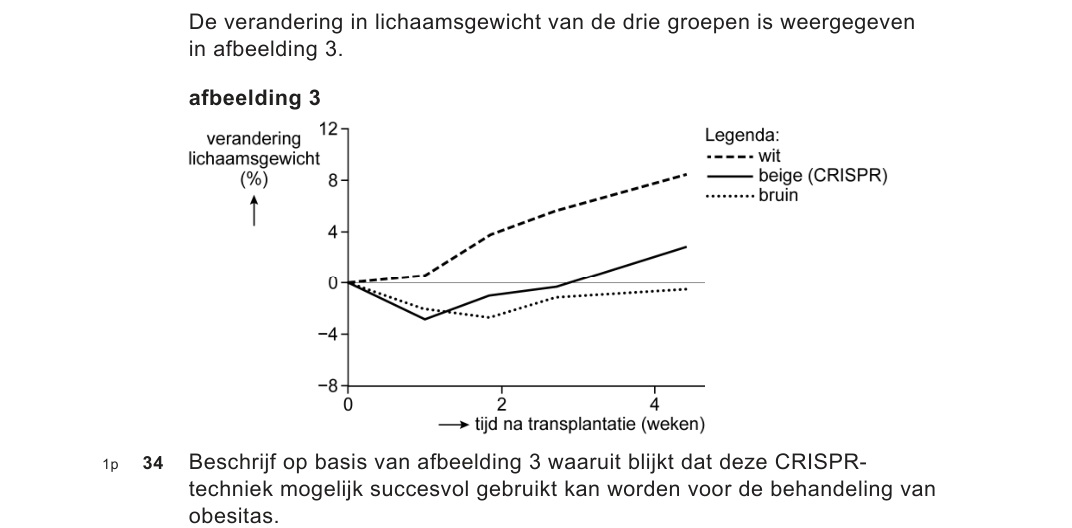 De verandering in lichaamsgewicht van de drie groepen is weergegeven
in afbeelding 3.
afbeelding 3
verandering
lichaamsgewicht
(%)
12
8
4
0
−4
−8
0
2
4
tijd na transplantatie (weken)
Legenda:
wit
beige (CRISPR)
bruin
1p 34 Beschrijf op basis van afbeelding 3 waaruit blijkt dat deze CRISPR-
techniek mogelijk succesvol gebruikt kan worden voor de behandeling van
obesitas.